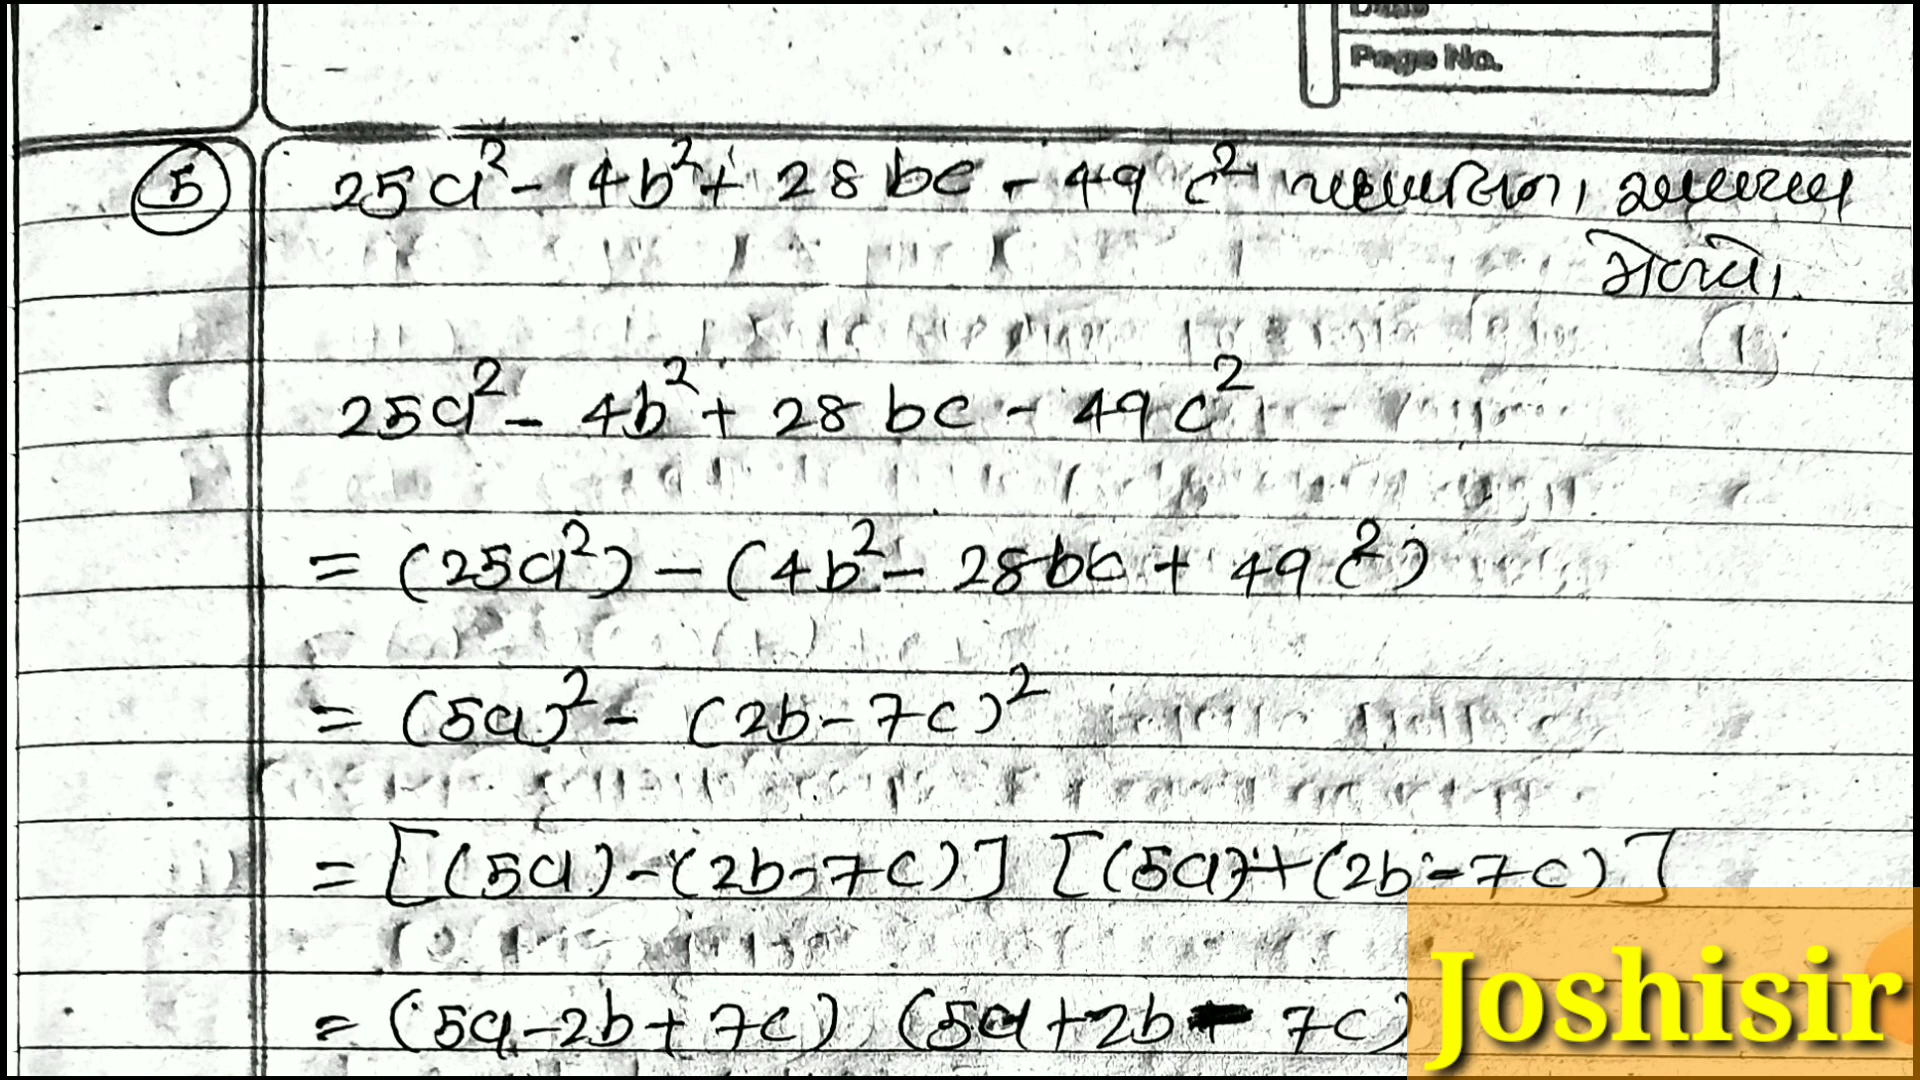 Date
Page No.
5 25a² - 4b² + 28bc - 49c² ના અવયવ
મેળવો.
25a² - 4b² + 28bc - 49c²
= (25a²) - (4b² - 28bc + 49c²)
= (5a)² - (2b - 7c)²
= [(5a) - (2b - 7c)] [(5a) + (2b - 7c)]
= (5a - 2b + 7c) (5a + 2b - 7c)
Joshisir